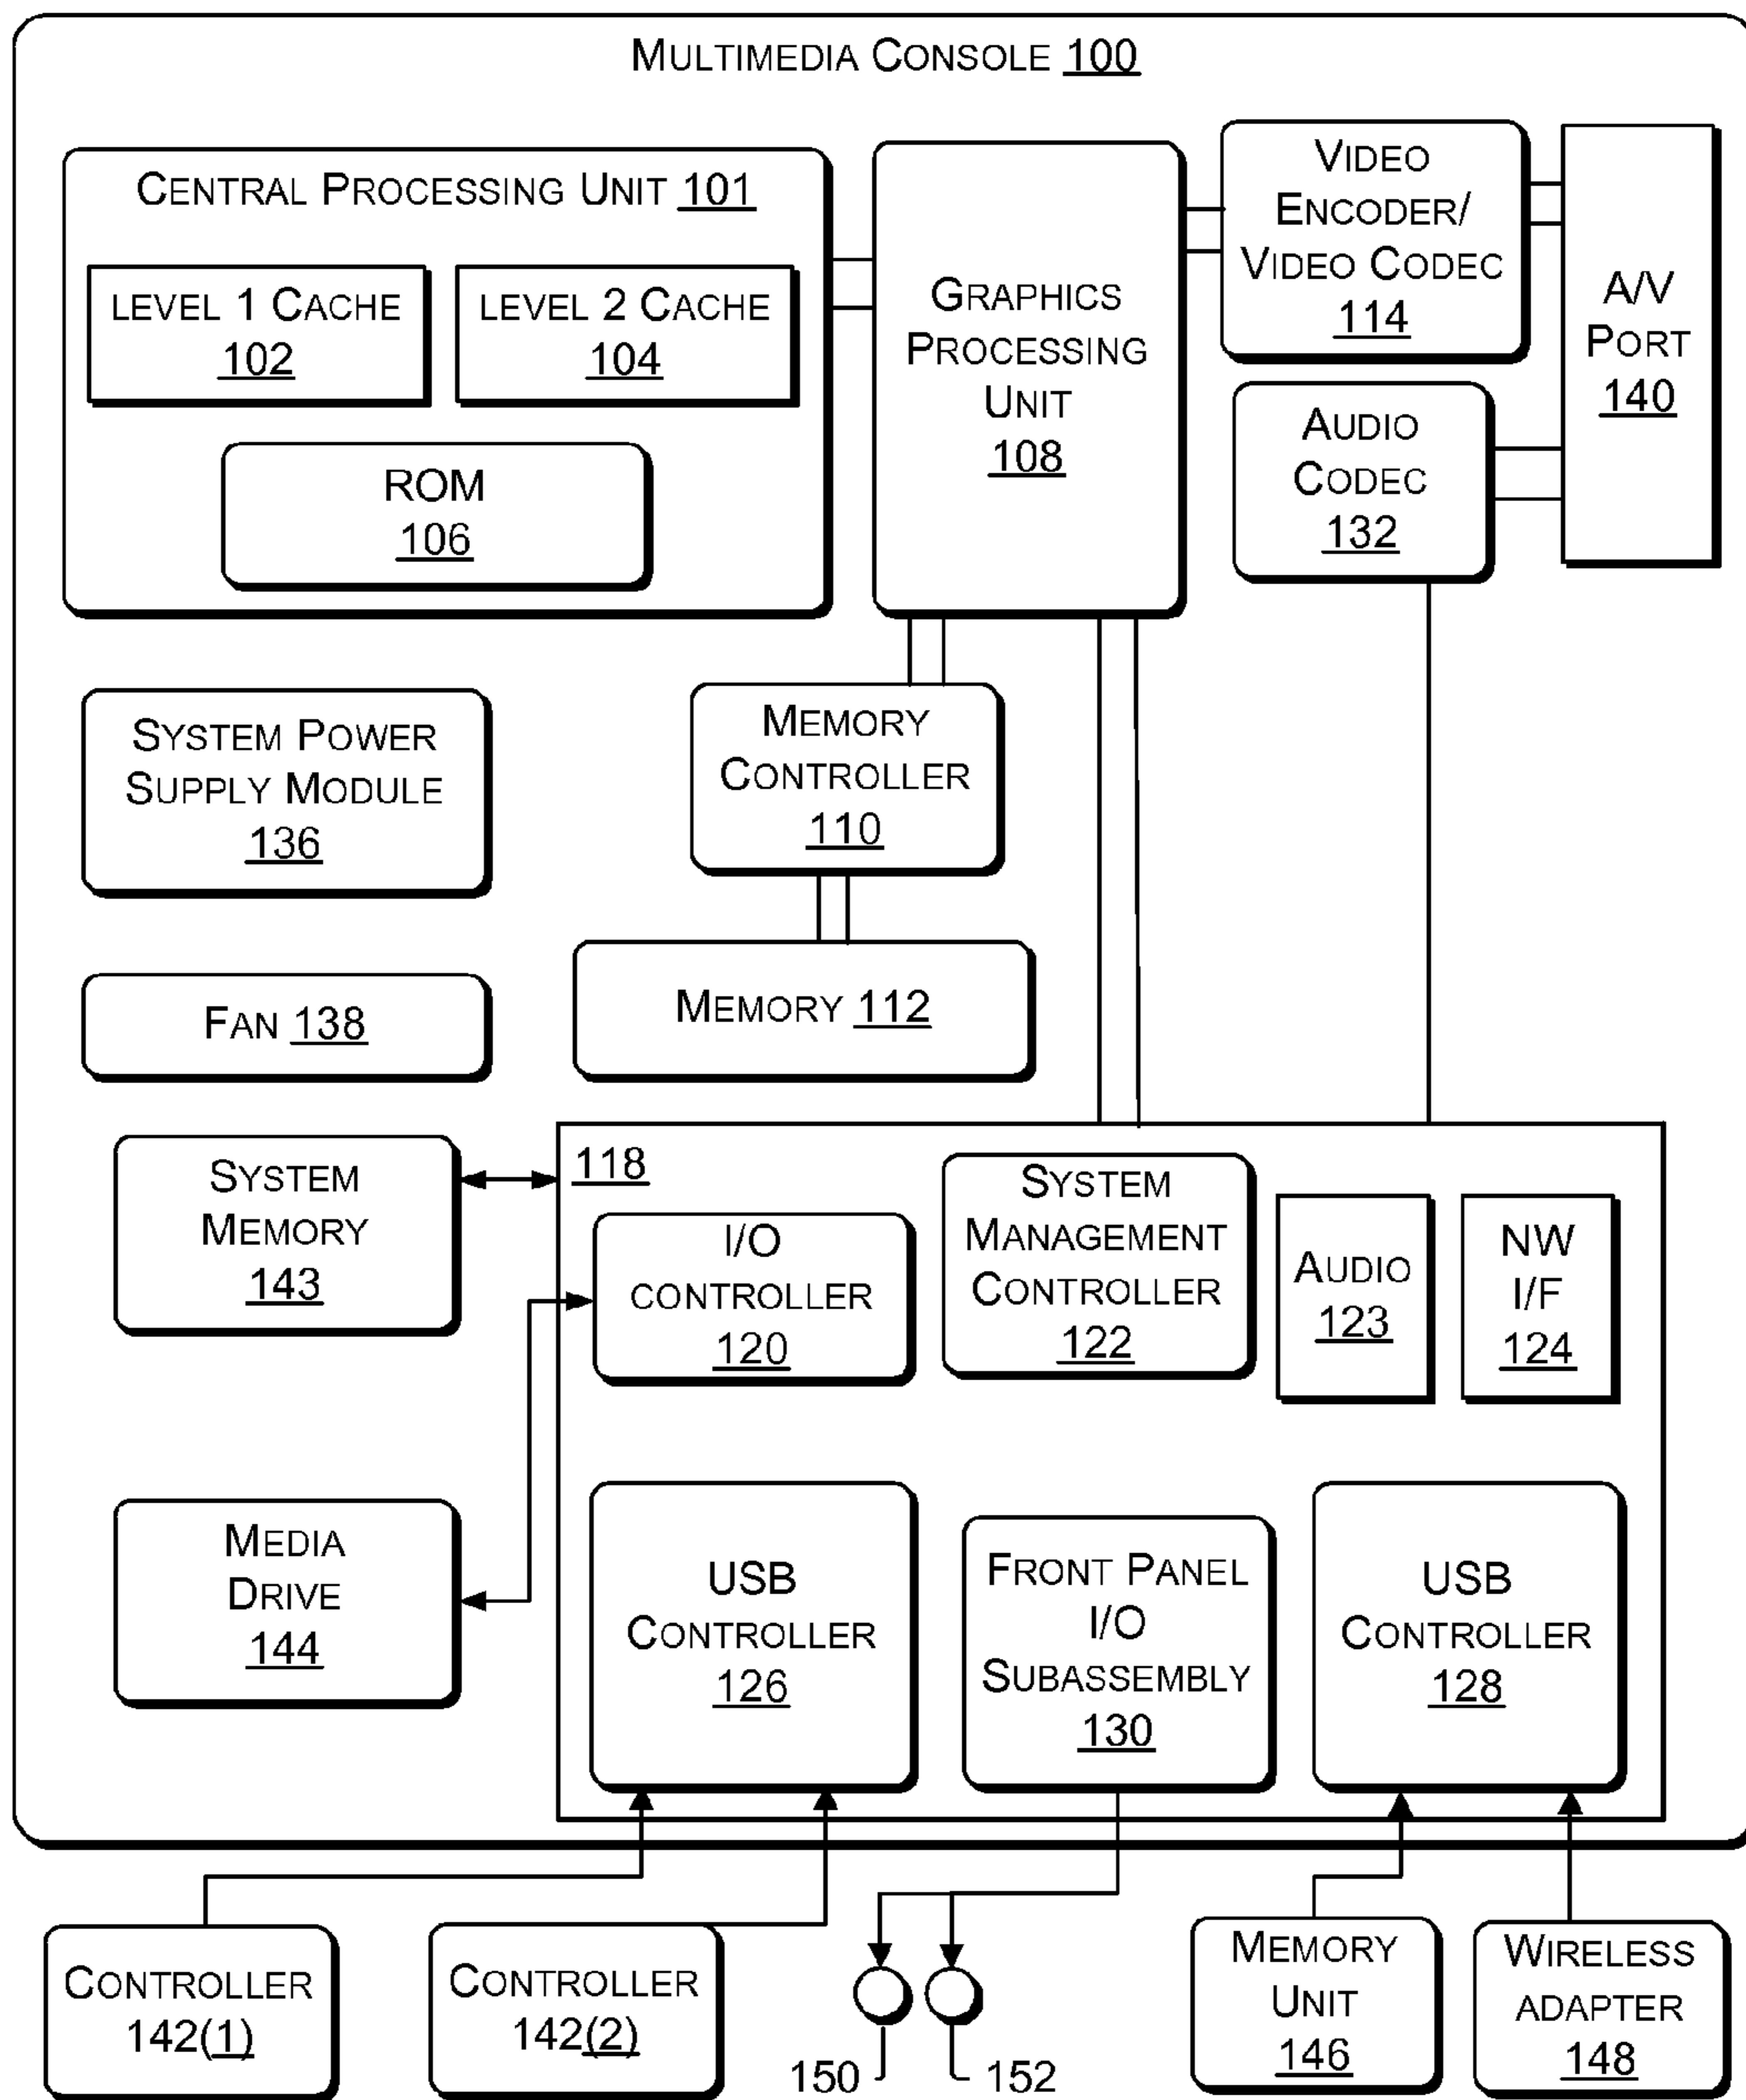 MULTIMEDIA CONSOLE 100
CENTRAL PROCESSING UNIT 101
LEVEL 1 CACHE
102
LEVEL 2 CACHE
104
ROM
106
GRAPHICS
PROCESSING
UNIT
108
VIDEO
ENCODER/
VIDEO CODEC
114
A/V
PORT
140
AUDIO
CODEC
132
SYSTEM POWER
SUPPLY MODULE
136
MEMORY
CONTROLLER
110
FAN 138
MEMORY 112
SYSTEM
MEMORY
143
118
I/O
CONTROLLER
120
SYSTEM
MANAGEMENT
CONTROLLER
122
AUDIO
123
NW
I/F
124
MEDIA
DRIVE
144
USB
CONTROLLER
126
FRONT PANEL
I/O
SUBASSEMBLY
130
USB
CONTROLLER
128
CONTROLLER
142(1)
CONTROLLER
142(2)
150
152
MEMORY
UNIT
146
WIRELESS
ADAPTER
148